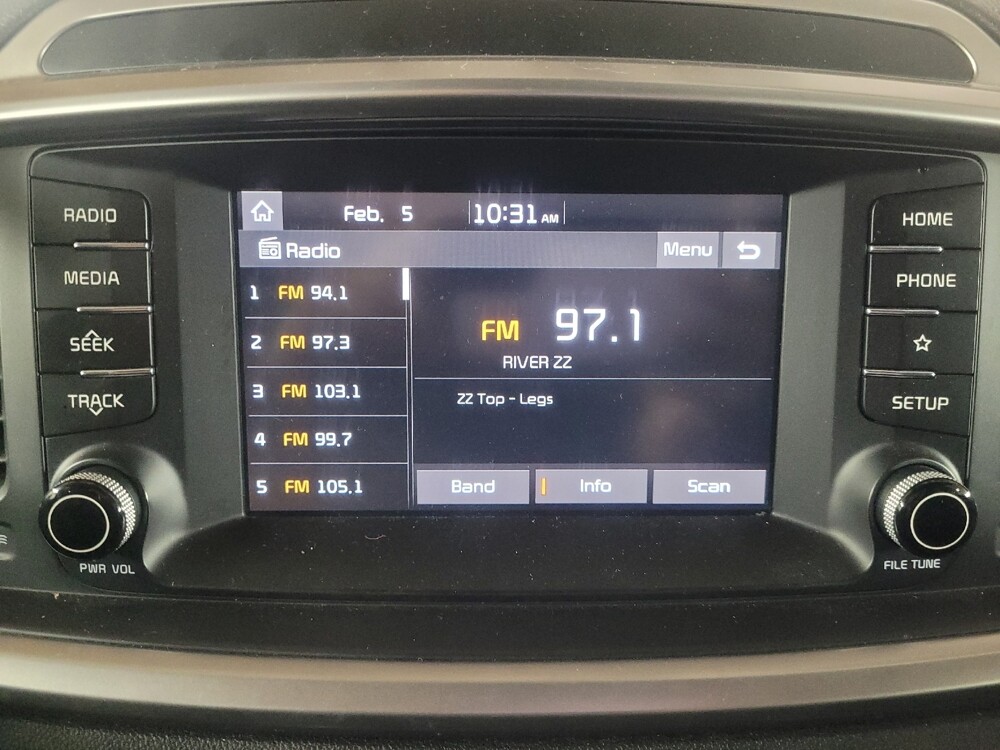 RADIO
MEDIA
SEEK
TRACK
PWR VOL
Feb. 5 10:31 AM
Radio Menu
1 FM 94.1
2 FM 97.3
3 FM 103.1
4 FM 99.7
5 FM 105.1
FM 97.1
RIVER ZZ
ZZ Top - Legs
Band Info Scan
HOME
PHONE
SETUP
FILE TUNE